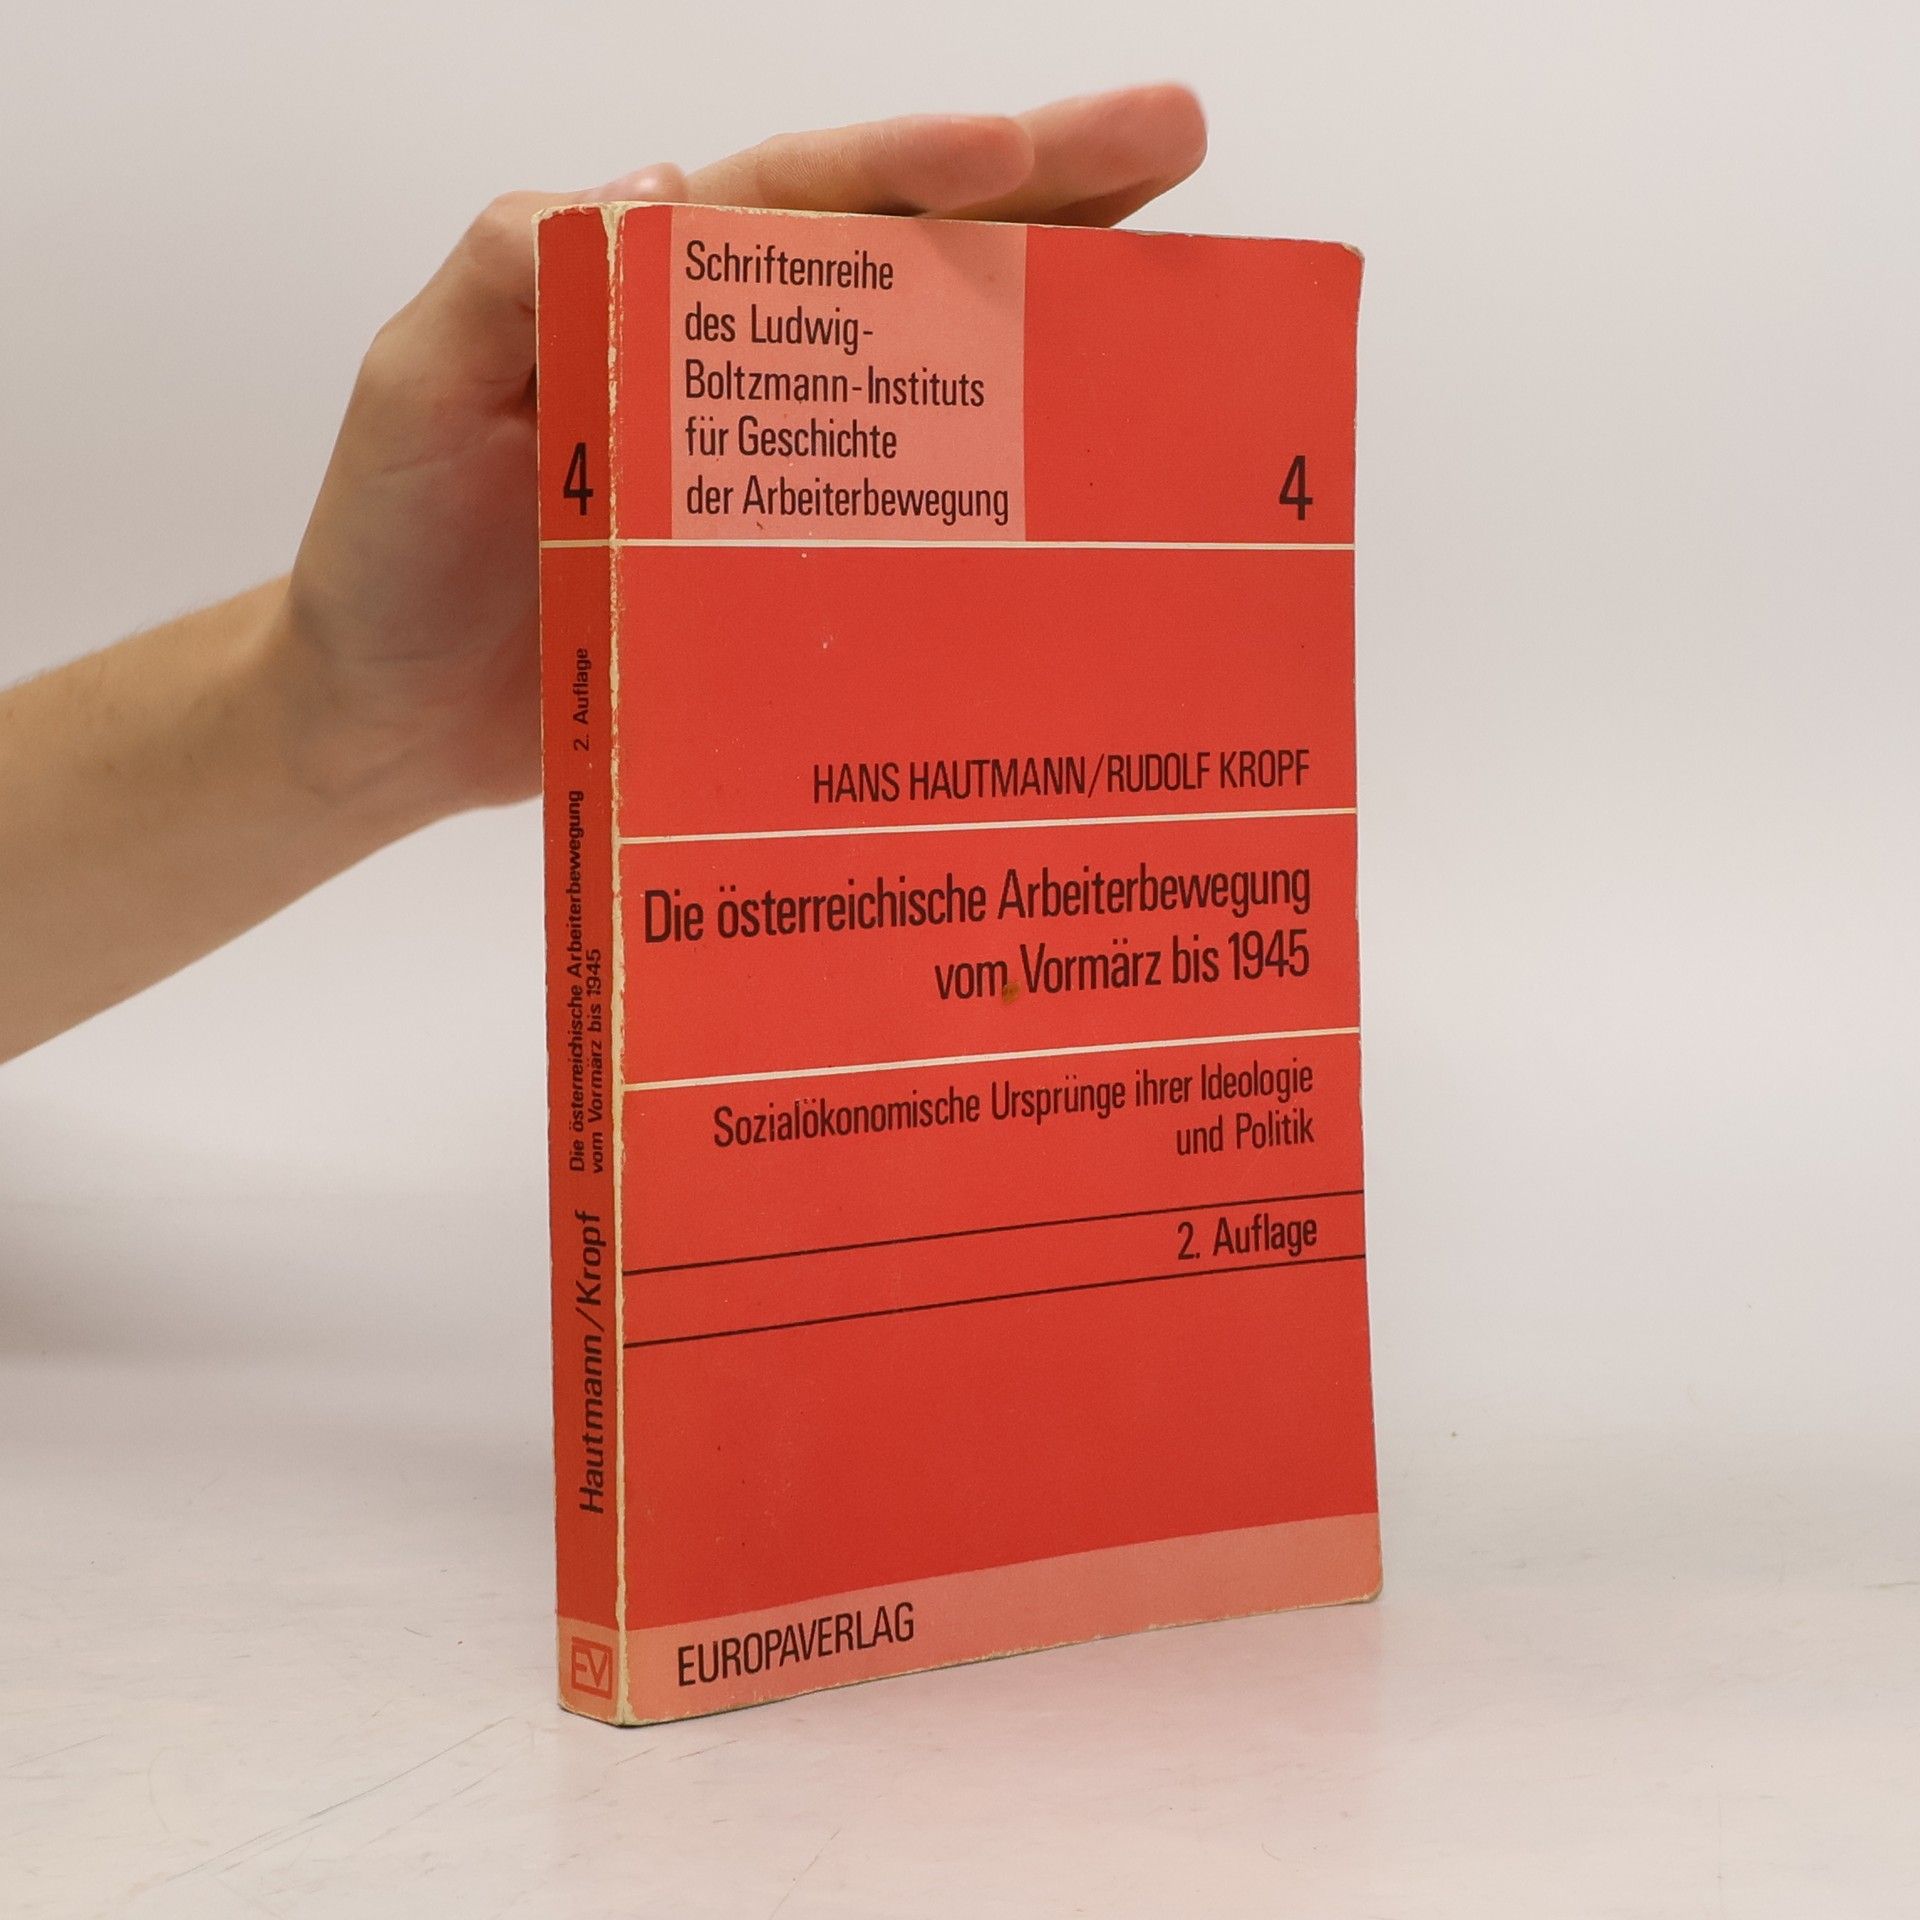 Schriftenreihe
des Ludwig-
Boltzmann-Instituts
für Geschichte
der Arbeiterbewegung
4
HANS HAUTMANN/RUDOLF KROPF
Die österreichische Arbeiterbewegung
vom Vormärz bis 1945
Sozialökonomische Ursprünge ihrer Ideologie
und Politik
2. Auflage
EUROPAVERLAG
4
Hautmann/Kropf
Die österreichische Arbeiterbewegung
vom Vormärz bis 1945
2. Auflage
EV